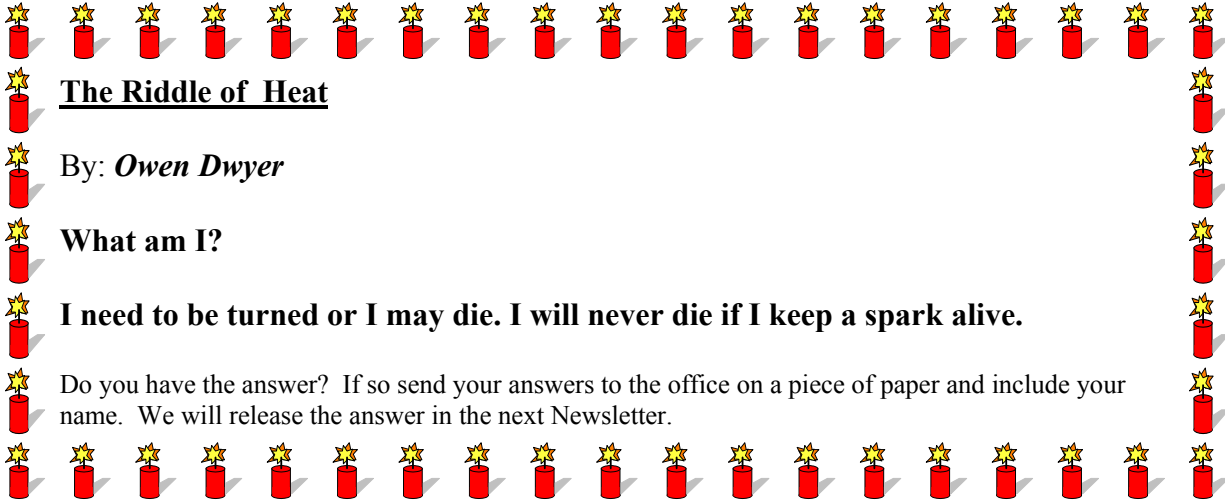 The Riddle of  Heat
By: Owen Dwyer
What am I?
I need to be turned or I may die. I will never die if I keep a spark alive.
Do you have the answer?  If so send your answers to the office on a piece of paper and include your
name.  We will release the answer in the next Newsletter.